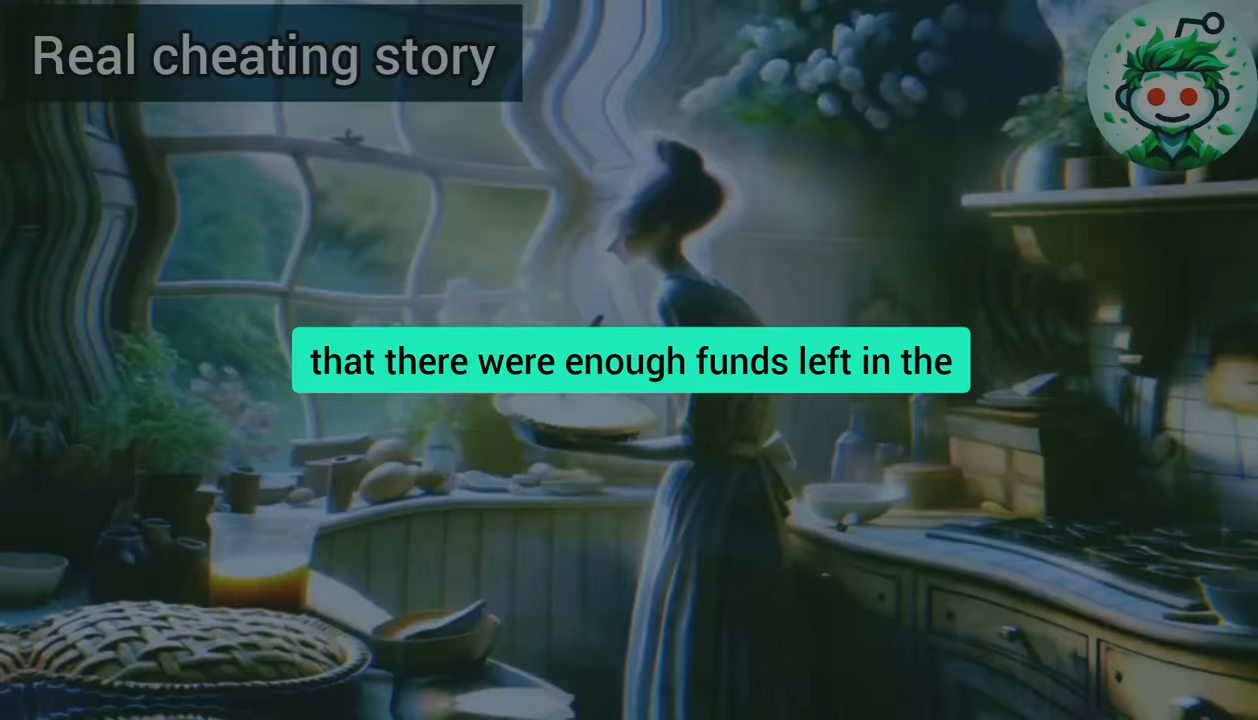 Real cheating story
that there were enough funds left in the